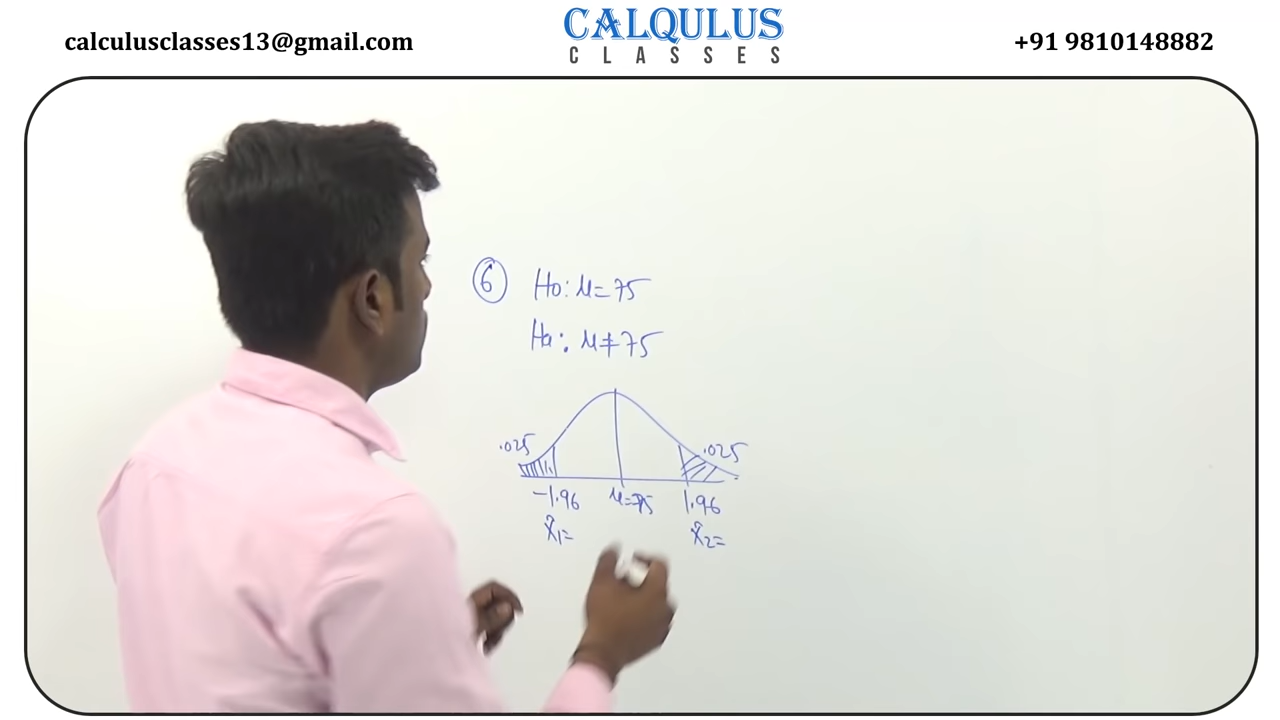 calculusclasses13@gmail.com
CALQULUS
CLASSES
+91 9810148882
6 Ho: μ=75
Ha: μ≠75
.025 .025
-1.96 μ=75 1.96
x̄1= x̄2=